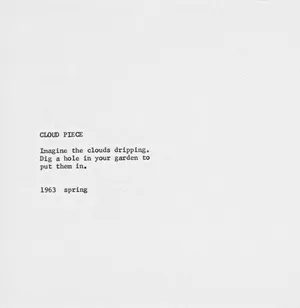 CLOUD PIECE
Imagine the clouds dripping.
Dig a hole in your garden to
put them in.
1963 spring